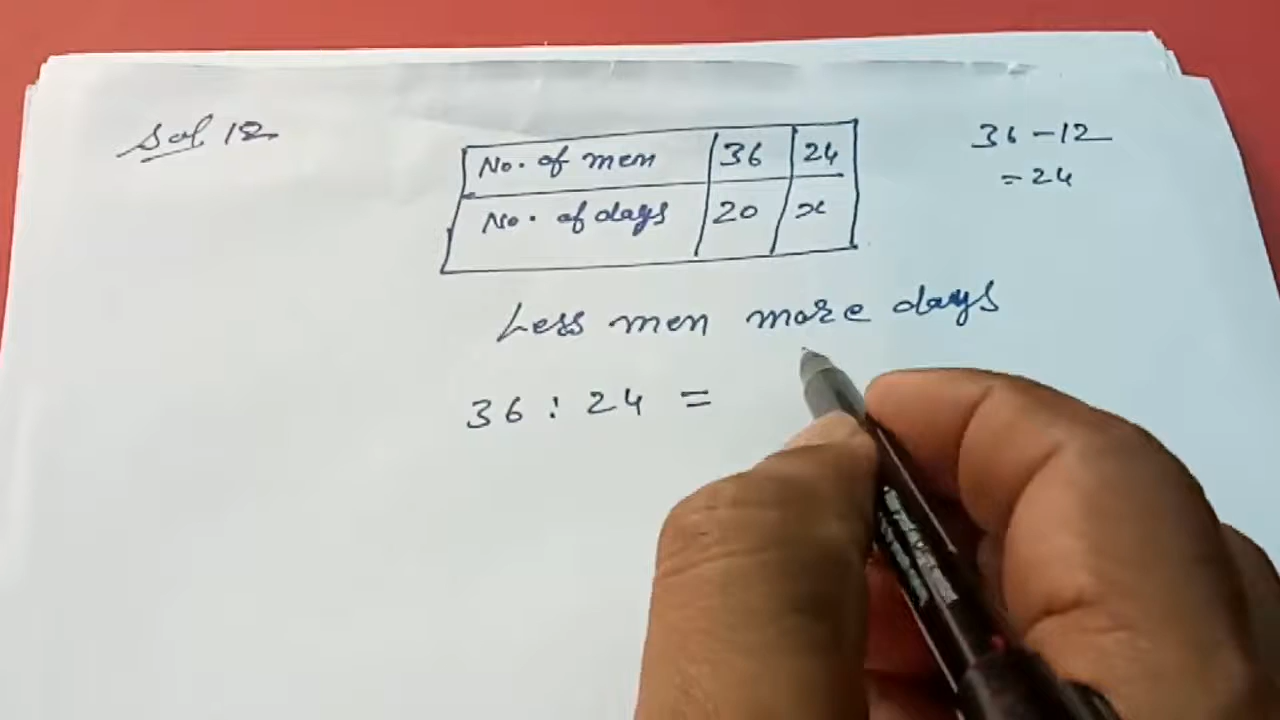 Sol 12
No. of men 36 24
No. of days 20 x
36 - 12
= 24
Less men more days
36 : 24 =